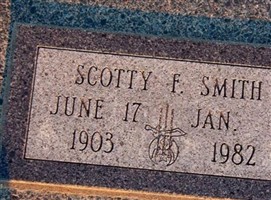 SCOTTY F. SMITH
JUNE 17 JAN.
1903 1982